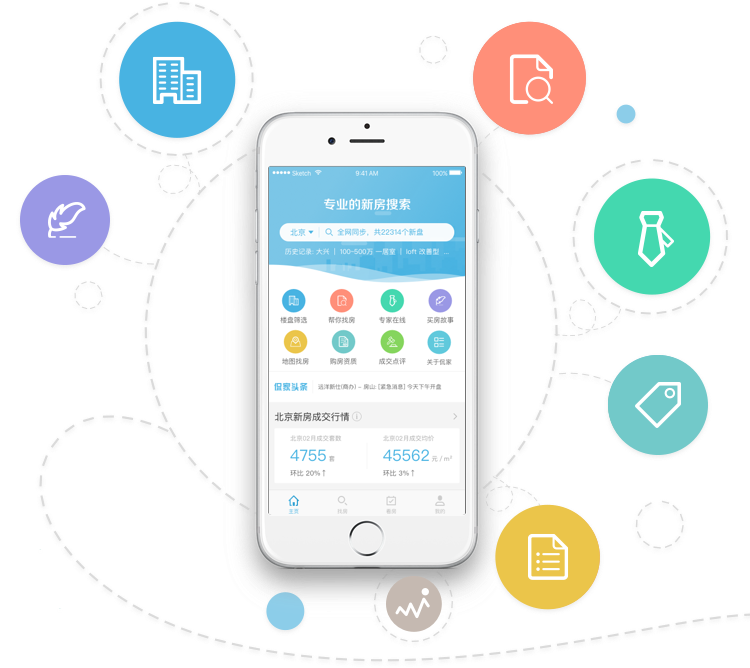 Sketch 9:41 AM 100%
专业的新房搜索
北京 全网同步，共22314个新盘
历史记录: 大兴 | 100-500万 一居室 | loft 改善型 ...
楼盘筛选 帮你找房 专家在线 买房故事
地图找房 购房资质 成交点评 关于侃家
侃家头条 远洋新仕(商办) - 房山 [紧急消息] 今天下午开盘
北京新房成交行情
北京02月成交套数 北京02月成交均价
4755 套 45562 元 / m²
环比 20% ↑ 环比 3% ↑
主页 找房 我的